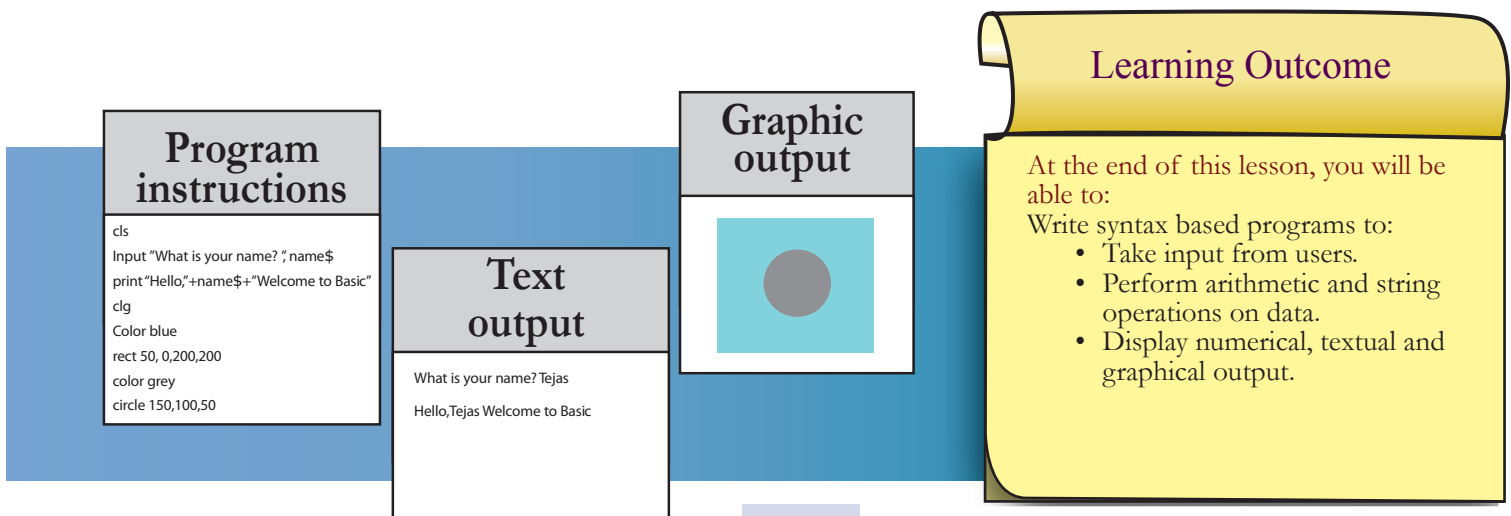 Program
instructions
cls
Input "What is your name? ", name$
print "Hello,"+name$+"Welcome to Basic"
clg
Color blue
rect 50, 0,200,200
color grey
circle 150,100,50
Text
output
What is your name? Tejas
Hello,Tejas Welcome to Basic
Graphic
output
Learning Outcome
At the end of this lesson, you will be
able to:
Write syntax based programs to:
• Take input from users.
• Perform arithmetic and string
operations on data.
• Display numerical, textual and
graphical output.